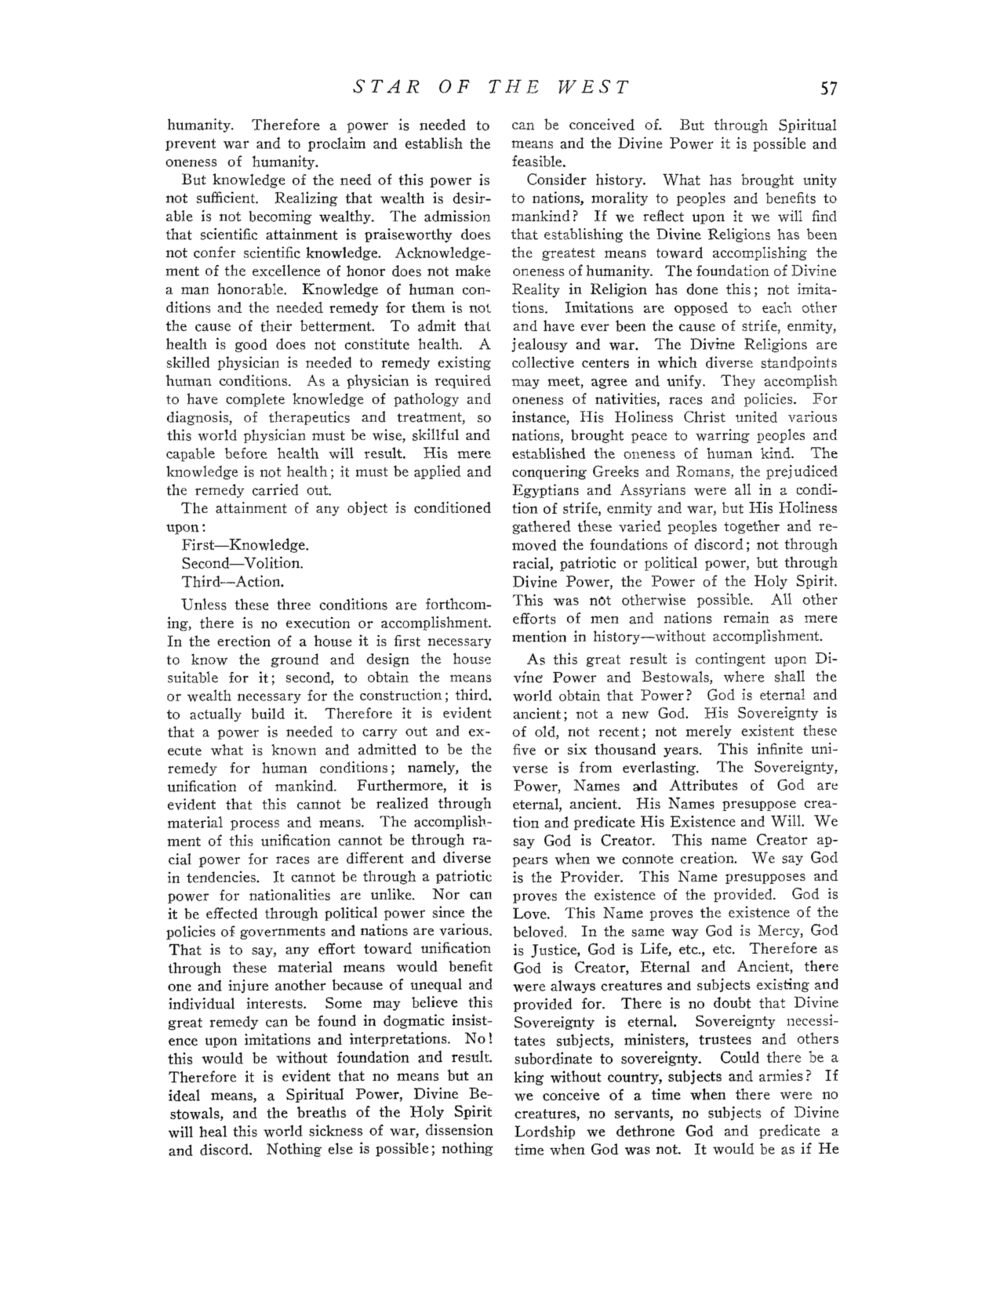 STAR OF THE WEST 57
humanity. Therefore a power is needed to
prevent war and to proclaim and establish the
oneness of humanity.
But knowledge of the need of this power is
not sufficient. Realizing that wealth is desir-
able is not becoming wealthy. The admission
that scientific attainment is praiseworthy does
not confer scientific knowledge. Acknowledge-
ment of the excellence of honor does not make
a man honorable. Knowledge of human con-
ditions and the needed remedy for them is not
the cause of their betterment. To admit that
health is good does not constitute health. A
skilled physician is needed to remedy existing
human conditions. As a physician is required
to have complete knowledge of pathology and
diagnosis, of therapeutics and treatment, so
this world physician must be wise, skillful and
capable before health will result. His mere
knowledge is not health; it must be applied and
the remedy carried out.
The attainment of any object is conditioned
upon:
First—Knowledge.
Second—Volition.
Third—Action.
Unless these three conditions are forthcom-
ing, there is no execution or accomplishment.
In the erection of a house it is first necessary
to know the ground and design the house
suitable for it; second, to obtain the means
or wealth necessary for the construction; third.
to actually build it. Therefore it is evident
that a power is needed to carry out and ex-
ecute what is known and admitted to be the
remedy for human conditions; namely, the
unification of mankind. Furthermore, it is
evident that this cannot be realized through
material process and means. The accomplish-
ment of this unification cannot be through ra-
cial power for races are different and diverse
in tendencies. It cannot be through a patriotic
power for nationalities are unlike. Nor can
it be effected through political power since the
policies of governments and nations are various.
That is to say, any effort toward unification
through these material means would benefit
one and injure another because of unequal and
individual interests. Some may believe this
great remedy can be found in dogmatic insist-
ence upon imitations and interpretations. No!
this would be without foundation and result.
Therefore it is evident that no means but an
ideal means, a Spiritual Power, Divine Be-
stowals, and the breaths of the Holy Spirit
will heal this world sickness of war, dissension
and discord. Nothing else is possible; nothing
can be conceived of. But through Spiritual
means and the Divine Power it is possible and
feasible.
Consider history. What has brought unity
to nations, morality to peoples and benefits to
mankind? If we reflect upon it we will find
that establishing the Divine Religions has been
the greatest means toward accomplishing the
oneness of humanity. The foundation of Divine
Reality in Religion has done this; not imita-
tions. Imitations are opposed to each other
and have ever been the cause of strife, enmity,
jealousy and war. The Divine Religions are
collective centers in which diverse standpoints
may meet, agree and unify. They accomplish
oneness of nativities, races and policies. For
instance, His Holiness Christ united various
nations, brought peace to warring peoples and
established the oneness of human kind. The
conquering Greeks and Romans, the prejudiced
Egyptians and Assyrians were all in a condi-
tion of strife, enmity and war, but His Holiness
gathered these varied peoples together and re-
moved the foundations of discord; not through
racial, patriotic or political power, but through
Divine Power, the Power of the Holy Spirit.
This was not otherwise possible. All other
efforts of men and nations remain as mere
mention in history—without accomplishment.
As this great result is contingent upon Di-
vine Power and Bestowals, where shall the
world obtain that Power? God is eternal and
ancient; not a new God. His Sovereignty is
of old, not recent; not merely existent these
five or six thousand years. This infinite uni-
verse is from everlasting. The Sovereignty,
Power, Names and Attributes of God are
eternal, ancient. His Names presuppose crea-
tion and predicate His Existence and Will. We
say God is Creator. This name Creator ap-
pears when we connote creation. We say God
is the Provider. This Name presupposes and
proves the existence of the provided. God is
Love. This Name proves the existence of the
beloved. In the same way God is Mercy, God
is Justice, God is Life, etc., etc. Therefore as
God is Creator, Eternal and Ancient, there
were always creatures and subjects existing and
provided for. There is no doubt that Divine
Sovereignty is eternal. Sovereignty necessi-
tates subjects, ministers, trustees and others
subordinate to sovereignty. Could there be a
king without country, subjects and armies? If
we conceive of a time when there were no
creatures, no servants, no subjects of Divine
Lordship we dethrone God and predicate a
time when God was not. It would be as if He